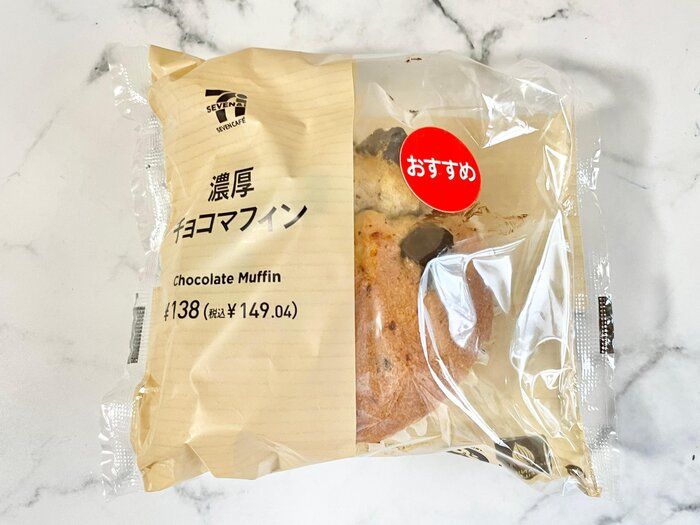 SEVEN&i
SEVEN CAFÉ
濃厚
チョコマフィン
Chocolate Muffin
¥138(税込¥149.04)
おすすめ